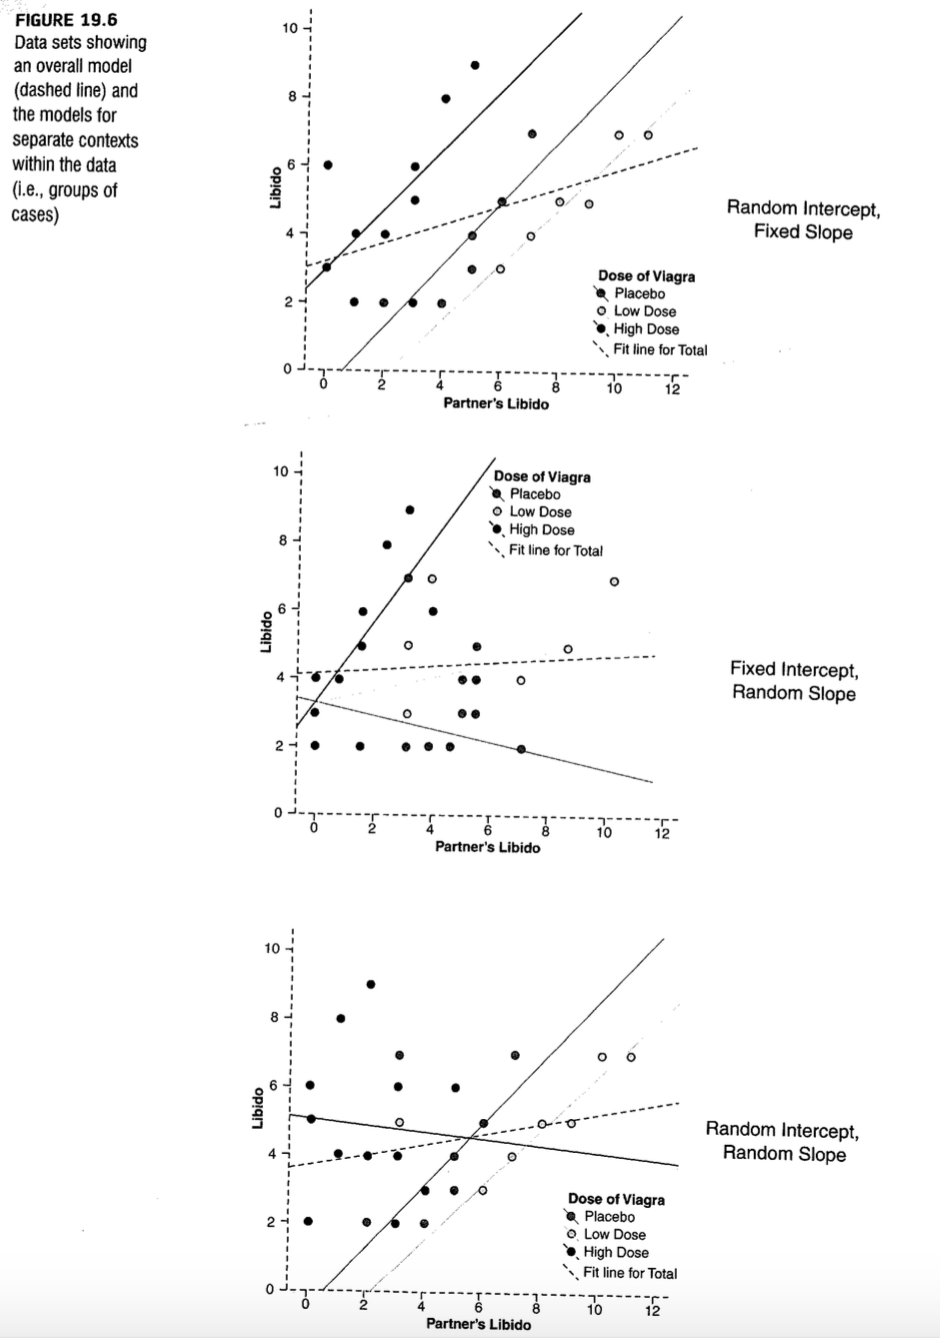 FIGURE 19.6
Data sets showing
an overall model
(dashed line) and
the models for
separate contexts
within the data
(i.e., groups of
cases)
10
8
6
4
2
0
Libido
0 2 4 6 8 10 12
Partner's Libido
Dose of Viagra
Placebo
Low Dose
High Dose
Fit line for Total
Random Intercept,
Fixed Slope
10
8
6
4
2
0
Libido
0 2 4 6 8 10 12
Partner's Libido
Dose of Viagra
Placebo
Low Dose
High Dose
Fit line for Total
Fixed Intercept,
Random Slope
10
8
6
4
2
0
Libido
0 2 4 6 8 10 12
Partner's Libido
Dose of Viagra
Placebo
Low Dose
High Dose
Fit line for Total
Random Intercept,
Random Slope